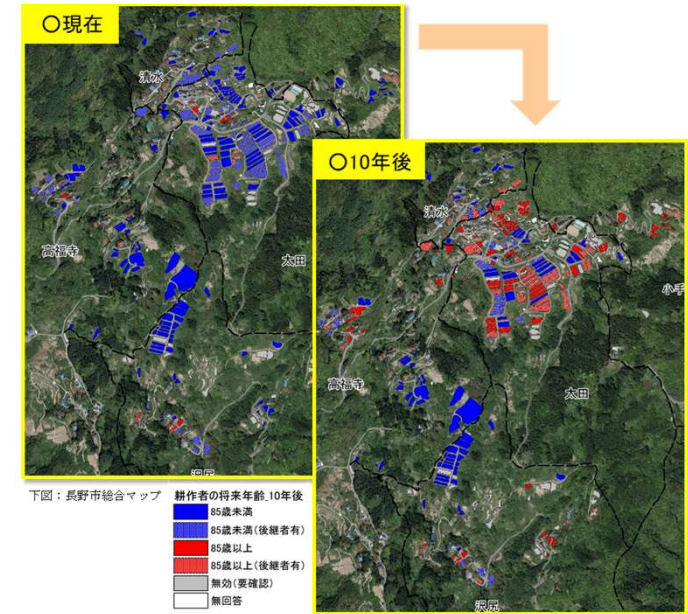 〇現在
清水
高福寺
太田
沢尻
〇10年後
清水
小手
高福寺
太田
沢尻
下図：長野市総合マップ
耕作者の将来年齢_10年後
85歳未満
85歳未満(後継者有)
85歳以上
85歳以上(後継者有)
無効(要確認)
無回答